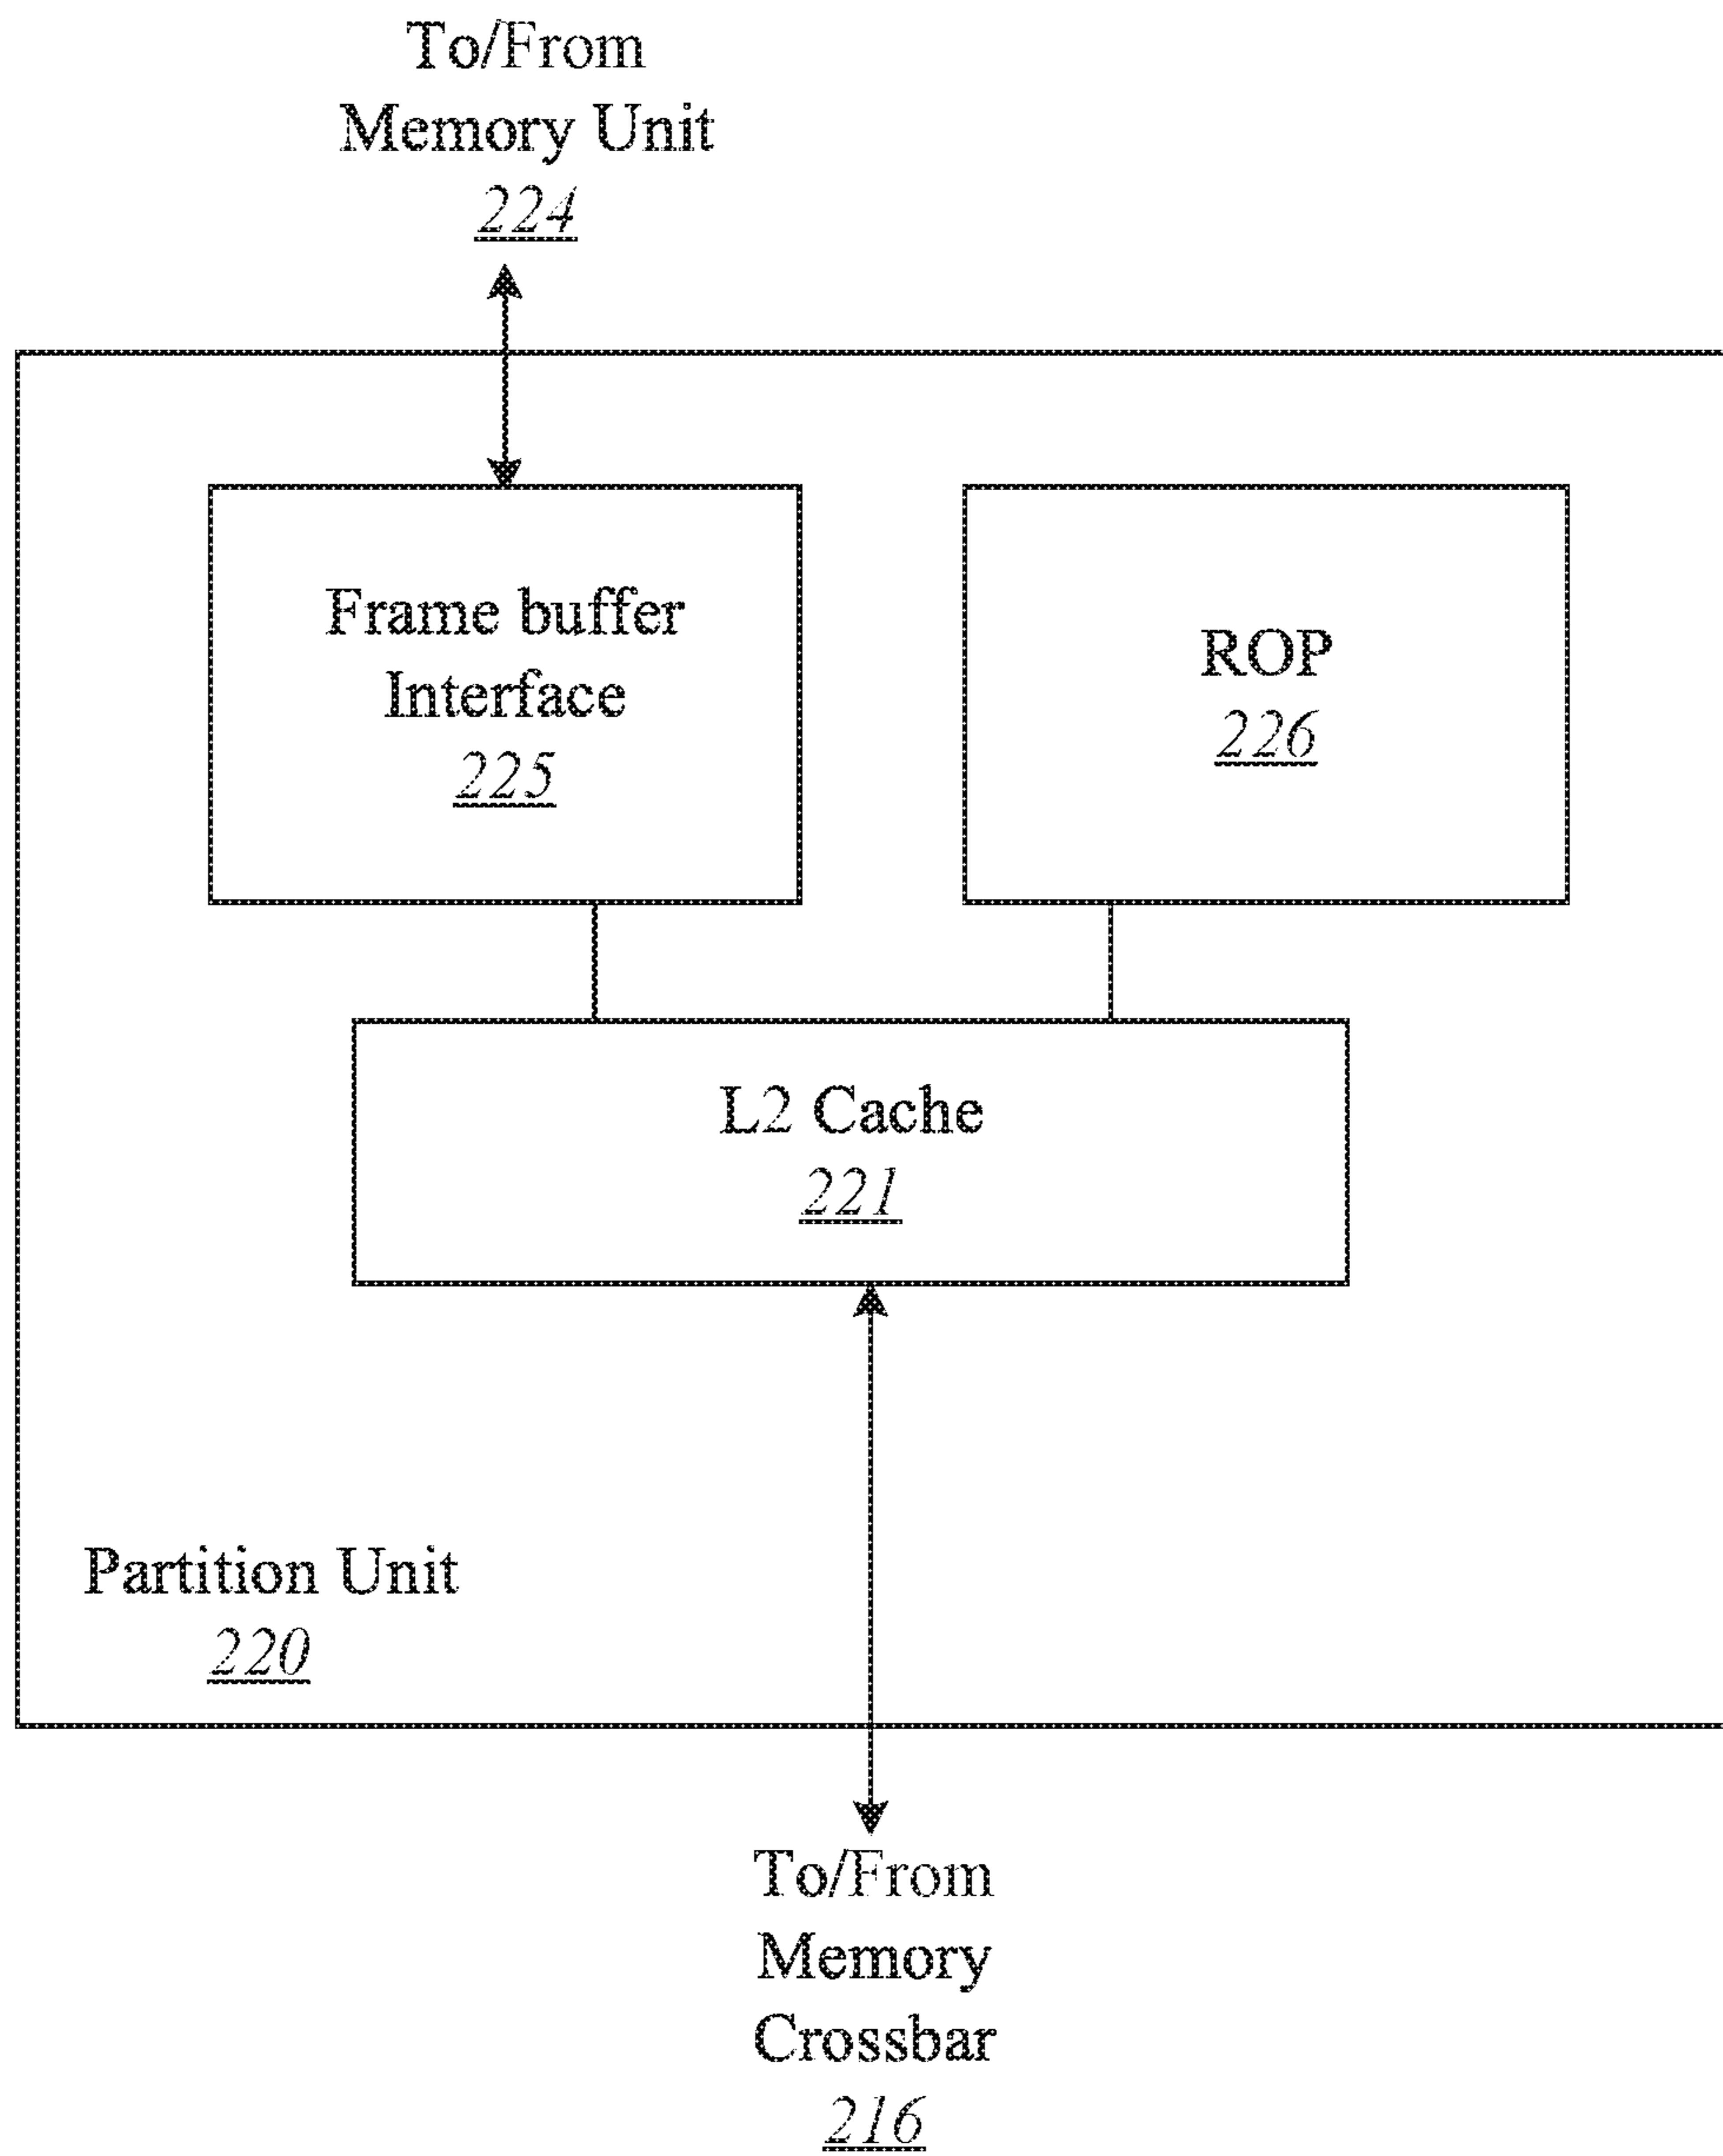 To/From
Memory Unit
224
Frame buffer
Interface
225
ROP
226
L2 Cache
221
Partition Unit
220
To/From
Memory
Crossbar
216